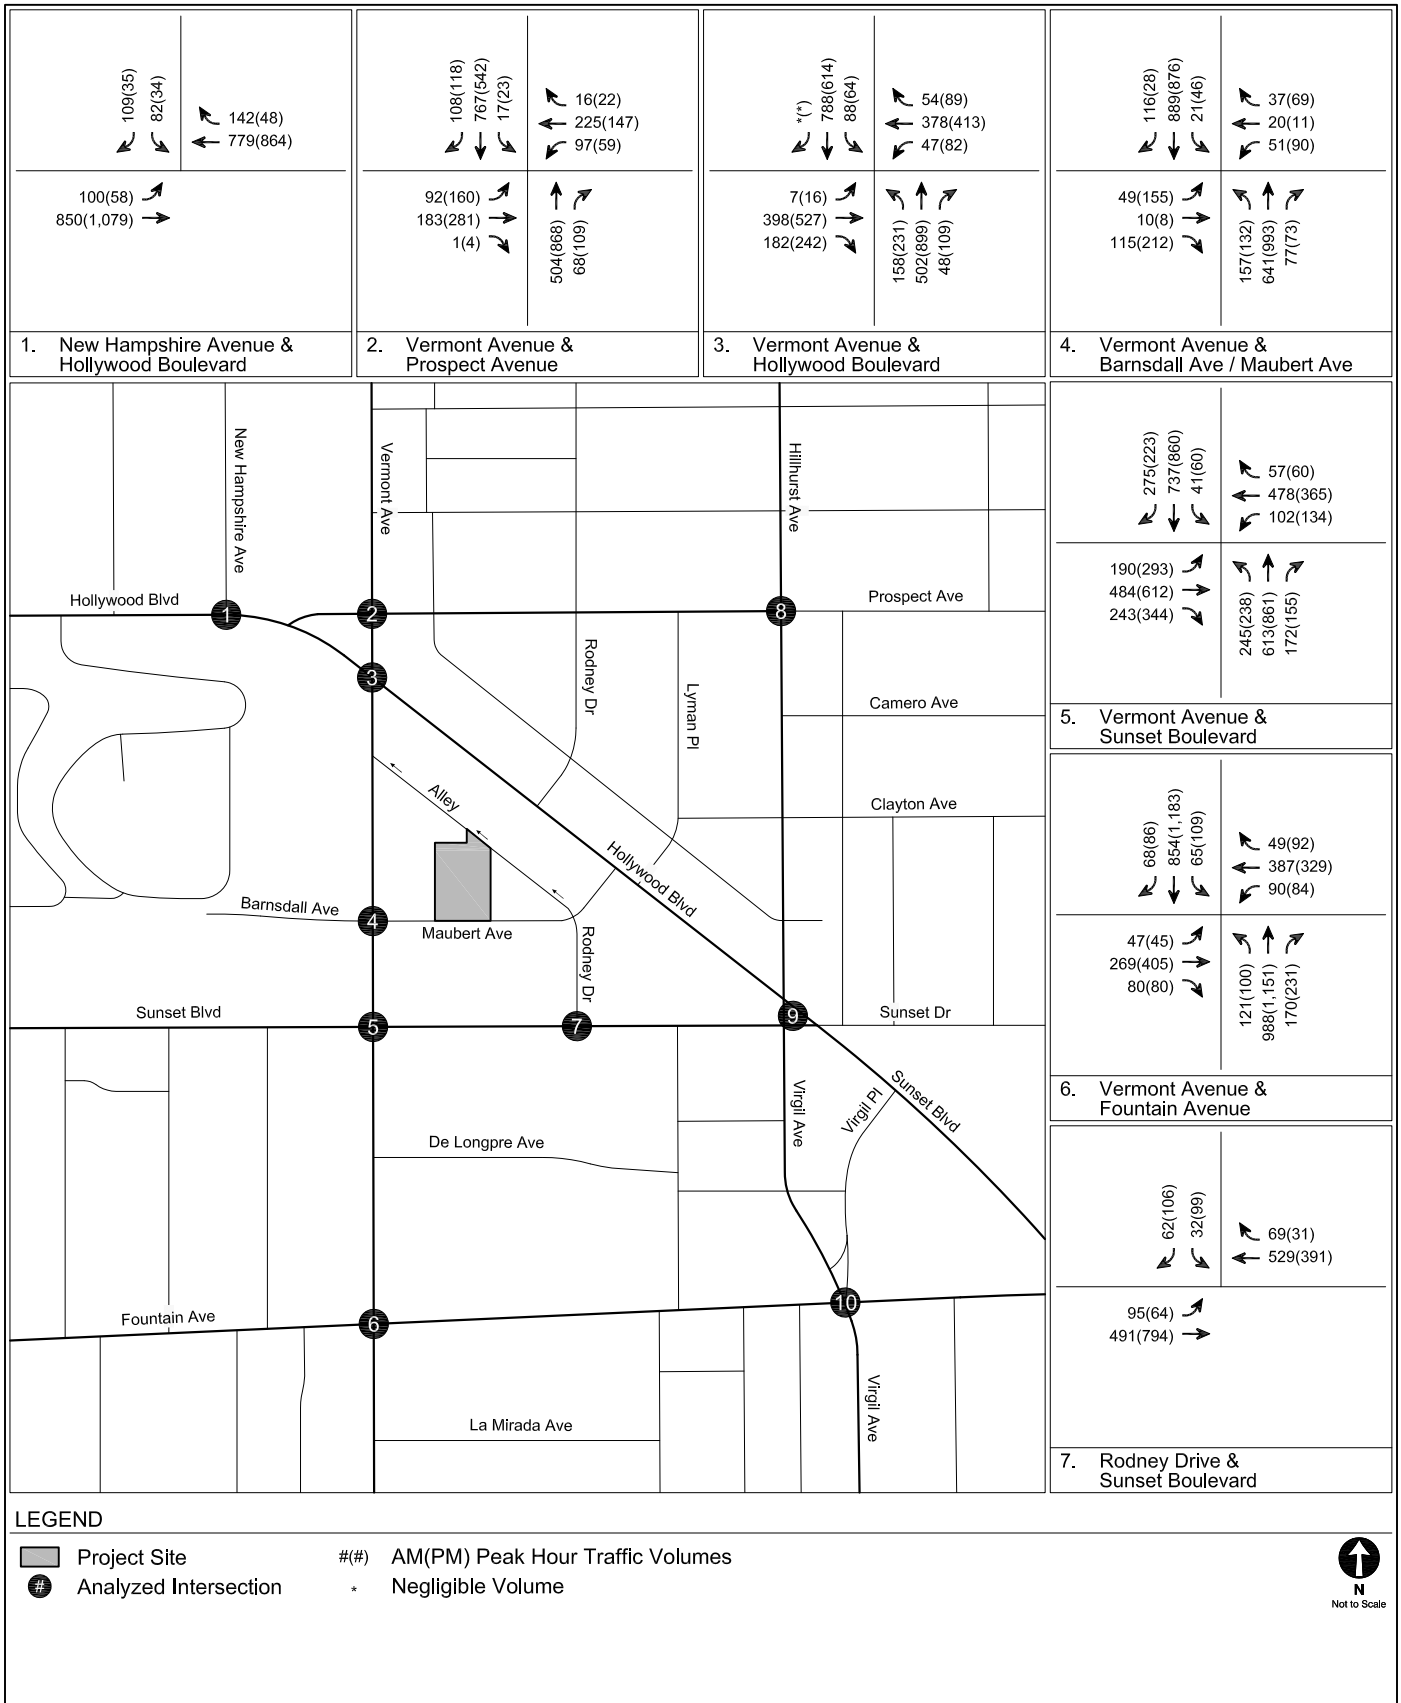 109(35)
82(34)
142(48)
779(864)
100(58)
850(1,079)
1. New Hampshire Avenue &
Hollywood Boulevard
108(118)
767(542)
17(23)
16(22)
225(147)
97(59)
92(160)
183(281)
1(4)
504(868)
68(109)
2. Vermont Avenue &
Prospect Avenue
*(*)
788(614)
88(64)
54(89)
378(413)
47(82)
7(16)
398(527)
182(242)
158(231)
502(899)
48(109)
3. Vermont Avenue &
Hollywood Boulevard
116(28)
889(876)
21(46)
37(69)
20(11)
51(90)
49(155)
10(8)
115(212)
157(132)
641(993)
77(73)
4. Vermont Avenue &
Barnsdall Ave / Maubert Ave
275(223)
737(860)
41(60)
57(60)
478(365)
102(134)
190(293)
484(612)
243(344)
245(238)
613(861)
172(155)
5. Vermont Avenue &
Sunset Boulevard
68(86)
854(1,183)
65(109)
49(92)
387(329)
90(84)
47(45)
269(405)
80(80)
121(100)
988(1,151)
170(231)
6. Vermont Avenue &
Fountain Avenue
62(106)
32(99)
69(31)
529(391)
95(64)
491(794)
7. Rodney Drive &
Sunset Boulevard
New Hampshire Ave
Vermont Ave
Hillhurst Ave
Hollywood Blvd
Prospect Ave
1
2
8
3
Rodney Dr
Lyman Pl
Camero Ave
Alley
Clayton Ave
Hollywood Blvd
Barnsdall Ave
4
Maubert Ave
Rodney Dr
Sunset Blvd
5
7
9
Sunset Dr
Virgil Ave
Virgil Pl
Sunset Blvd
De Longpre Ave
Fountain Ave
6
10
Virgil Ave
La Mirada Ave
LEGEND
Project Site
#(#) AM(PM) Peak Hour Traffic Volumes
# Analyzed Intersection
* Negligible Volume
N
Not to Scale